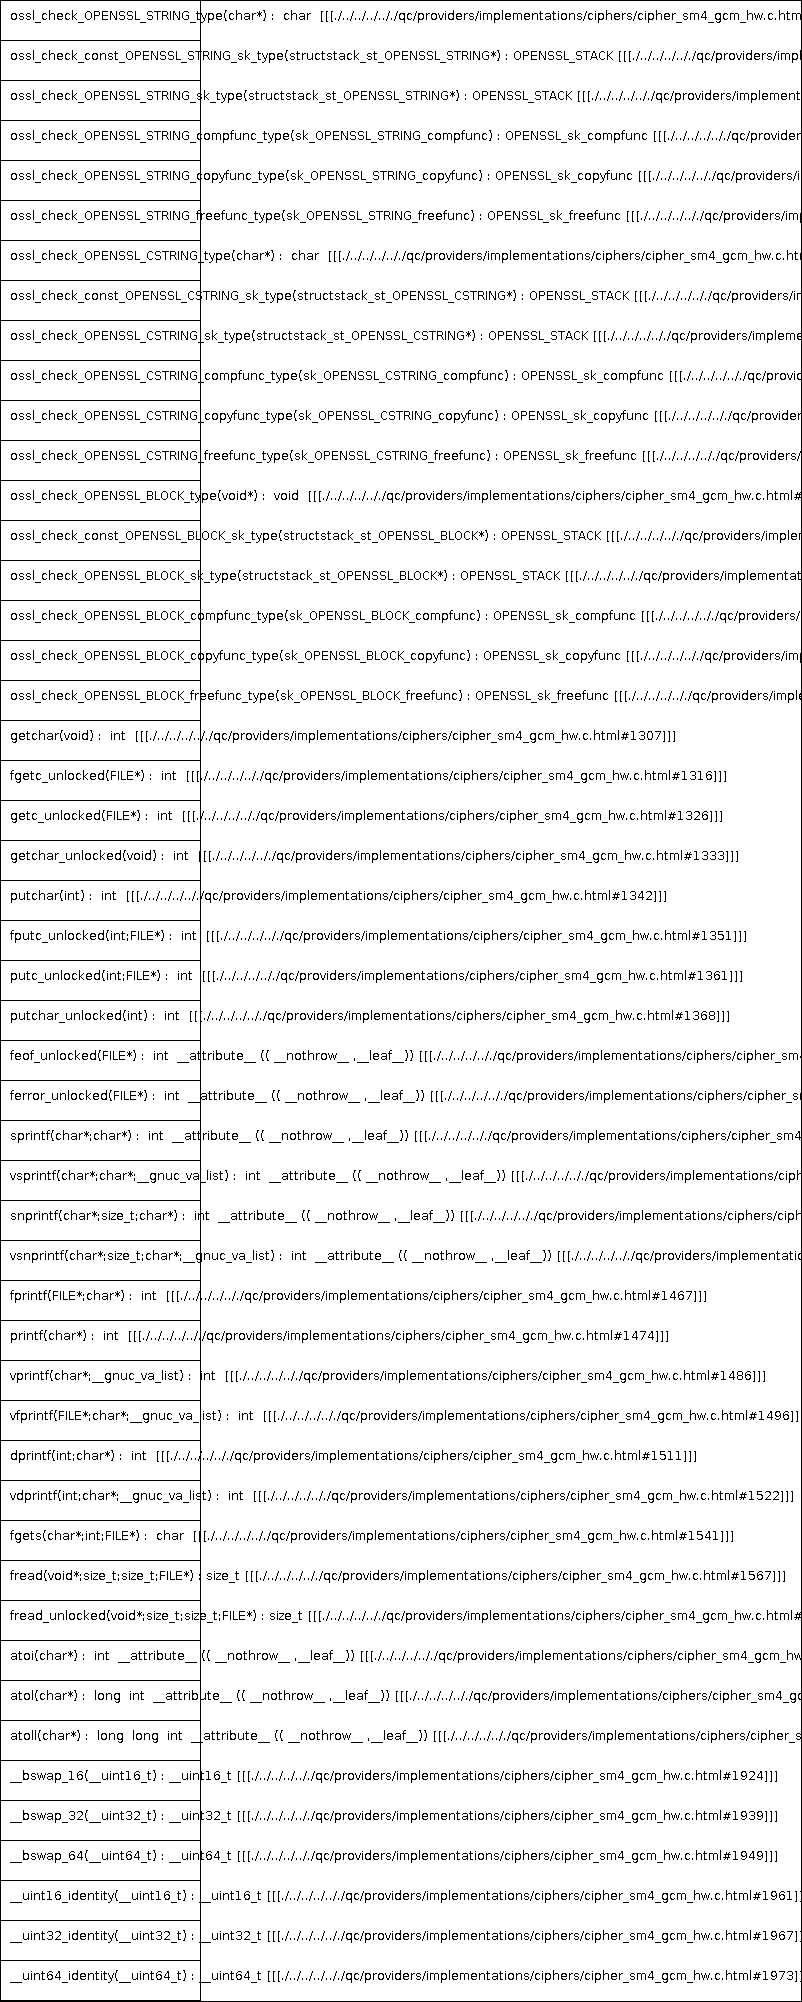 ossl_check_OPENSSL_STRING_type(char*) :  char  [[[./../../../../../qc/providers/implementations/ciphers/cipher_sm4_gcm_hw.c.htm
ossl_check_const_OPENSSL_STRING_sk_type(structstack_st_OPENSSL_STRING*) : OPENSSL_STACK [[[./../../../../../qc/providers/impl
ossl_check_OPENSSL_STRING_sk_type(structstack_st_OPENSSL_STRING*) : OPENSSL_STACK [[[./../../../../../qc/providers/implement
ossl_check_OPENSSL_STRING_compfunc_type(sk_OPENSSL_STRING_compfunc) : OPENSSL_sk_compfunc [[[./../../../../../qc/provider
ossl_check_OPENSSL_STRING_copyfunc_type(sk_OPENSSL_STRING_copyfunc) : OPENSSL_sk_copyfunc [[[./../../../../../qc/providers/i
ossl_check_OPENSSL_STRING_freefunc_type(sk_OPENSSL_STRING_freefunc) : OPENSSL_sk_freefunc [[[./../../../../../qc/providers/im
ossl_check_OPENSSL_CSTRING_type(char*) :  char  [[[./../../../../../qc/providers/implementations/ciphers/cipher_sm4_gcm_hw.c.ht
ossl_check_const_OPENSSL_CSTRING_sk_type(structstack_st_OPENSSL_CSTRING*) : OPENSSL_STACK [[[./../../../../../qc/providers/i
ossl_check_OPENSSL_CSTRING_sk_type(structstack_st_OPENSSL_CSTRING*) : OPENSSL_STACK [[[./../../../../../qc/providers/impleme
ossl_check_OPENSSL_CSTRING_compfunc_type(sk_OPENSSL_CSTRING_compfunc) : OPENSSL_sk_compfunc [[[./../../../../../qc/provi
ossl_check_OPENSSL_CSTRING_copyfunc_type(sk_OPENSSL_CSTRING_copyfunc) : OPENSSL_sk_copyfunc [[[./../../../../../qc/provider
ossl_check_OPENSSL_CSTRING_freefunc_type(sk_OPENSSL_CSTRING_freefunc) : OPENSSL_sk_freefunc [[[./../../../../../qc/providers/
ossl_check_OPENSSL_BLOCK_type(void*) :  void  [[[./../../../../../qc/providers/implementations/ciphers/cipher_sm4_gcm_hw.c.html#
ossl_check_const_OPENSSL_BLOCK_sk_type(structstack_st_OPENSSL_BLOCK*) : OPENSSL_STACK [[[./../../../../../qc/providers/implem
ossl_check_OPENSSL_BLOCK_sk_type(structstack_st_OPENSSL_BLOCK*) : OPENSSL_STACK [[[./../../../../../qc/providers/implementat
ossl_check_OPENSSL_BLOCK_compfunc_type(sk_OPENSSL_BLOCK_compfunc) : OPENSSL_sk_compfunc [[[./../../../../../qc/providers/
ossl_check_OPENSSL_BLOCK_copyfunc_type(sk_OPENSSL_BLOCK_copyfunc) : OPENSSL_sk_copyfunc [[[./../../../../../qc/providers/im
ossl_check_OPENSSL_BLOCK_freefunc_type(sk_OPENSSL_BLOCK_freefunc) : OPENSSL_sk_freefunc [[[./../../../../../qc/providers/impl
getchar(void) :  int  [[[./../../../../../qc/providers/implementations/ciphers/cipher_sm4_gcm_hw.c.html#1307]]]
fgetc_unlocked(FILE*) :  int  [[[./../../../../../qc/providers/implementations/ciphers/cipher_sm4_gcm_hw.c.html#1316]]]
getc_unlocked(FILE*) :  int  [[[./../../../../../qc/providers/implementations/ciphers/cipher_sm4_gcm_hw.c.html#1326]]]
getchar_unlocked(void) :  int  [[[./../../../../../qc/providers/implementations/ciphers/cipher_sm4_gcm_hw.c.html#1333]]]
putchar(int) :  int  [[[./../../../../../qc/providers/implementations/ciphers/cipher_sm4_gcm_hw.c.html#1342]]]
fputc_unlocked(int;FILE*) :  int  [[[./../../../../../qc/providers/implementations/ciphers/cipher_sm4_gcm_hw.c.html#1351]]]
putc_unlocked(int;FILE*) :  int  [[[./../../../../../qc/providers/implementations/ciphers/cipher_sm4_gcm_hw.c.html#1361]]]
putchar_unlocked(int) :  int  [[[./../../../../../qc/providers/implementations/ciphers/cipher_sm4_gcm_hw.c.html#1368]]]
feof_unlocked(FILE*) :  int  __attribute__ (( __nothrow__ ,__leaf__)) [[[./../../../../../qc/providers/implementations/ciphers/cipher_sm4
ferror_unlocked(FILE*) :  int  __attribute__ (( __nothrow__ ,__leaf__)) [[[./../../../../../qc/providers/implementations/ciphers/cipher_s
sprintf(char*;char*) :  int  __attribute__ (( __nothrow__ ,__leaf__)) [[[./../../../../../qc/providers/implementations/ciphers/cipher_sm4
vsprintf(char*;char*;__gnuc_va_list) :  int  __attribute__ (( __nothrow__ ,__leaf__)) [[[./../../../../../qc/providers/implementations/ciph
snprintf(char*;size_t;char*) :  int  __attribute__ (( __nothrow__ ,__leaf__)) [[[./../../../../../qc/providers/implementations/ciphers/ciph
vsnprintf(char*;size_t;char*;__gnuc_va_list) :  int  __attribute__ (( __nothrow__ ,__leaf__)) [[[./../../../../../qc/providers/implementatio
fprintf(FILE*;char*) :  int  [[[./../../../../../qc/providers/implementations/ciphers/cipher_sm4_gcm_hw.c.html#1467]]]
printf(char*) :  int  [[[./../../../../../qc/providers/implementations/ciphers/cipher_sm4_gcm_hw.c.html#1474]]]
vprintf(char*;__gnuc_va_list) :  int  [[[./../../../../../qc/providers/implementations/ciphers/cipher_sm4_gcm_hw.c.html#1486]]]
vfprintf(FILE*;char*;__gnuc_va_list) :  int  [[[./../../../../../qc/providers/implementations/ciphers/cipher_sm4_gcm_hw.c.html#1496]]
dprintf(int;char*) :  int  [[[./../../../../../qc/providers/implementations/ciphers/cipher_sm4_gcm_hw.c.html#1511]]]
vdprintf(int;char*;__gnuc_va_list) :  int  [[[./../../../../../qc/providers/implementations/ciphers/cipher_sm4_gcm_hw.c.html#1522]]]
fgets(char*;int;FILE*) :  char  [[[./../../../../../qc/providers/implementations/ciphers/cipher_sm4_gcm_hw.c.html#1541]]]
fread(void*;size_t;size_t;FILE*) : size_t [[[./../../../../../qc/providers/implementations/ciphers/cipher_sm4_gcm_hw.c.html#1567]]]
fread_unlocked(void*;size_t;size_t;FILE*) : size_t [[[./../../../../../qc/providers/implementations/ciphers/cipher_sm4_gcm_hw.c.html#
atoi(char*) :  int  __attribute__ (( __nothrow__ ,__leaf__)) [[[./../../../../../qc/providers/implementations/ciphers/cipher_sm4_gcm_hw
atol(char*) :  long  int  __attribute__ (( __nothrow__ ,__leaf__)) [[[./../../../../../qc/providers/implementations/ciphers/cipher_sm4_gc
atoll(char*) :  long  long  int  __attribute__ (( __nothrow__ ,__leaf__)) [[[./../../../../../qc/providers/implementations/ciphers/cipher_s
__bswap_16(__uint16_t) : __uint16_t [[[./../../../../../qc/providers/implementations/ciphers/cipher_sm4_gcm_hw.c.html#1924]]]
__bswap_32(__uint32_t) : __uint32_t [[[./../../../../../qc/providers/implementations/ciphers/cipher_sm4_gcm_hw.c.html#1939]]]
__bswap_64(__uint64_t) : __uint64_t [[[./../../../../../qc/providers/implementations/ciphers/cipher_sm4_gcm_hw.c.html#1949]]]
__uint16_identity(__uint16_t) : __uint16_t [[[./../../../../../qc/providers/implementations/ciphers/cipher_sm4_gcm_hw.c.html#1961]]
__uint32_identity(__uint32_t) : __uint32_t [[[./../../../../../qc/providers/implementations/ciphers/cipher_sm4_gcm_hw.c.html#1967]]
__uint64_identity(__uint64_t) : __uint64_t [[[./../../../../../qc/providers/implementations/ciphers/cipher_sm4_gcm_hw.c.html#1973]]